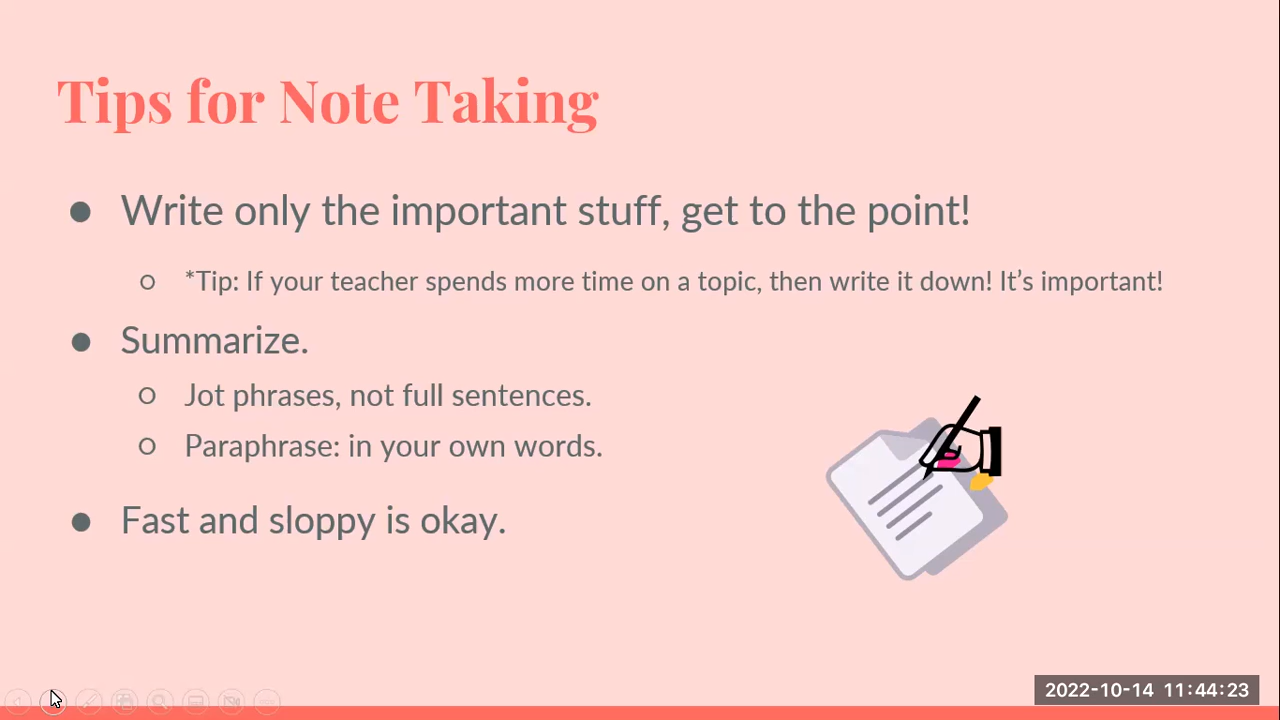 Tips for Note Taking
● Write only the important stuff, get to the point!
○ *Tip: If your teacher spends more time on a topic, then write it down! It’s important!
● Summarize.
○ Jot phrases, not full sentences.
○ Paraphrase: in your own words.
● Fast and sloppy is okay.
2022-10-14 11:44:23